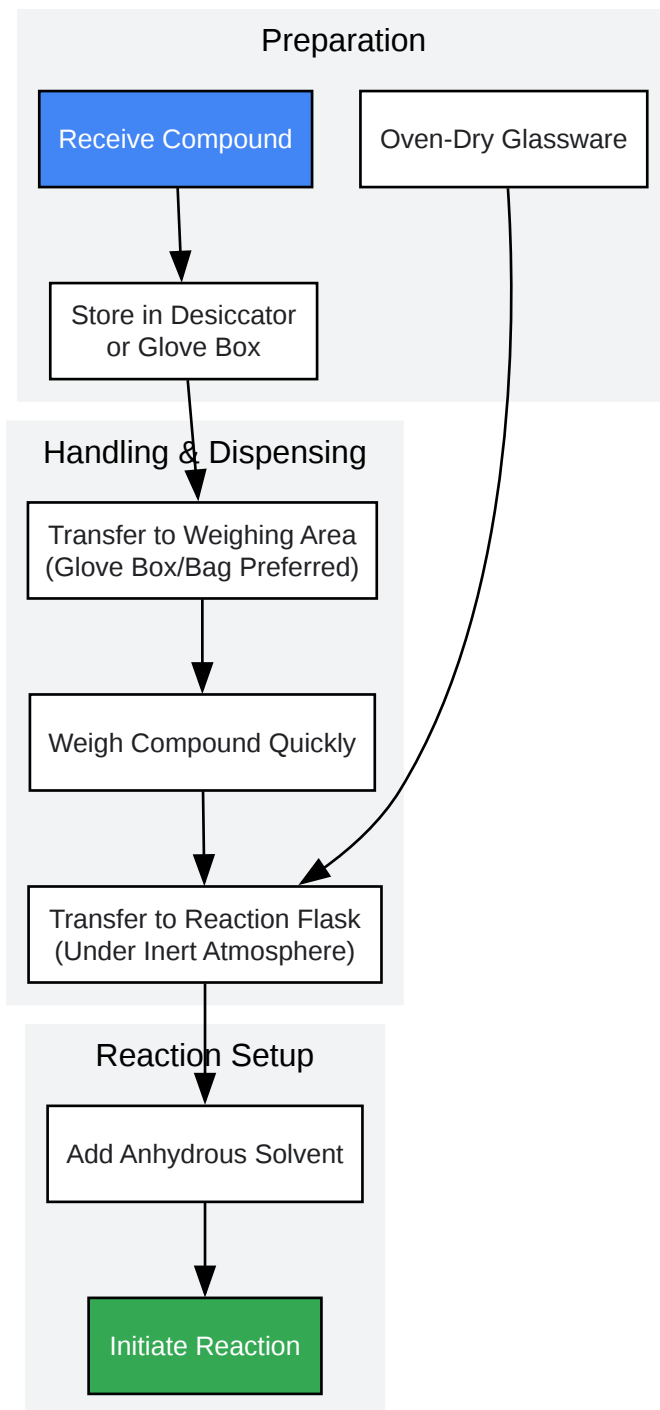 Preparation
Receive Compound
Oven-Dry Glassware
Store in Desiccator
or Glove Box
Handling & Dispensing
Transfer to Weighing Area
(Glove Box/Bag Preferred)
Weigh Compound Quickly
Transfer to Reaction Flask
(Under Inert Atmosphere)
Reaction Setup
Add Anhydrous Solvent
Initiate Reaction